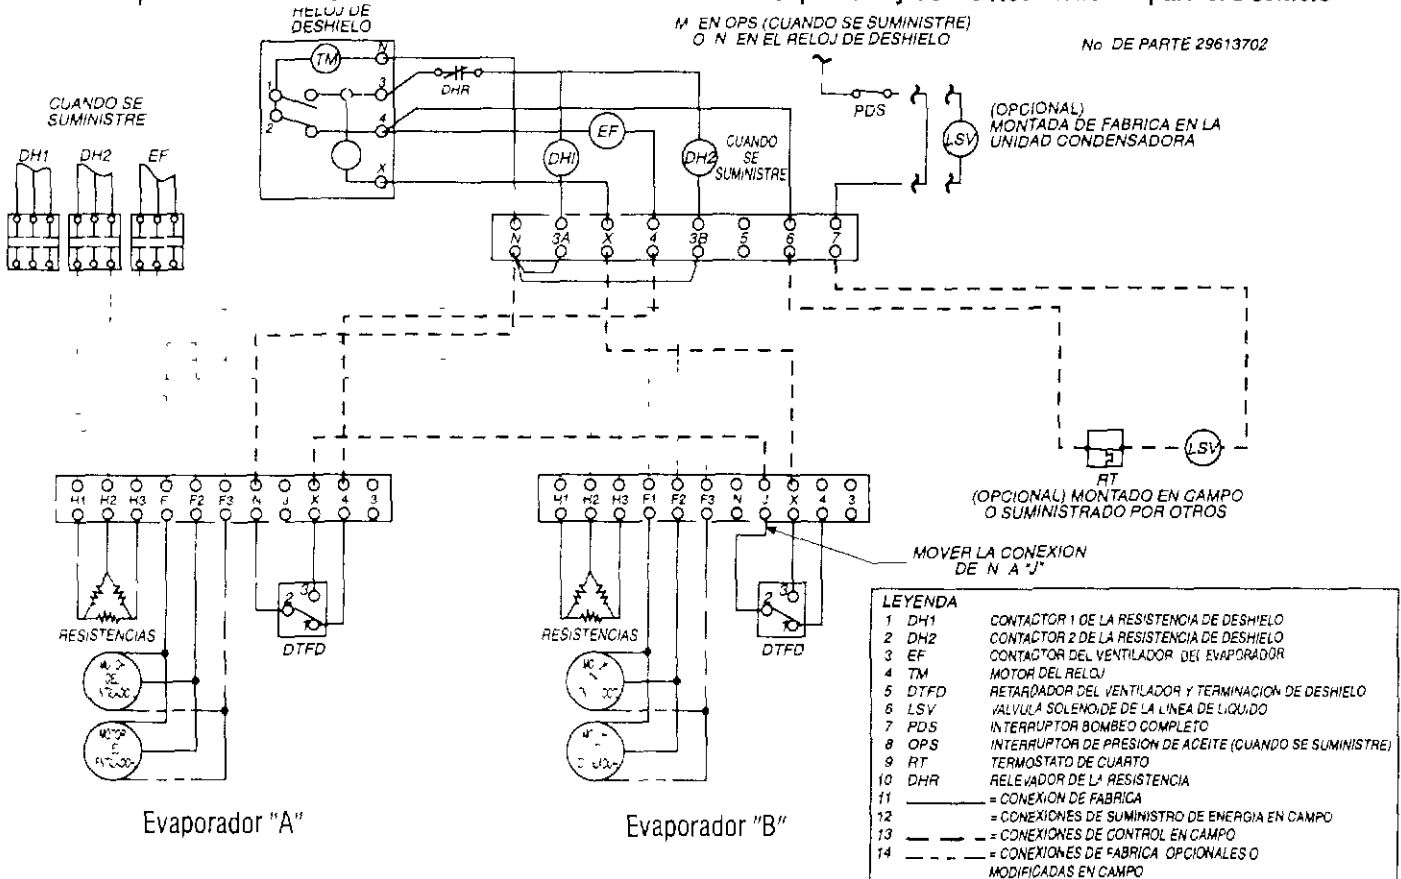 RELOJ DE
DESHIELO
M EN OPS (CUANDO SE SUMINISTRE)
O N EN EL RELOJ DE DESHIELO
No DE PARTE 29613702
TM
N
3
1
2
4
X
DHR
CUANDO SE
SUMINISTRE
DH1 DH2 EF
EF
DH1
DH2
CUANDO
SE
SUMINISTRE
PDS
LSV
(OPCIONAL)
MONTADA DE FABRICA EN LA
UNIDAD CONDENSADORA
N 3A X 4 3B 5 6 7
LSV
RT
(OPCIONAL) MONTADO EN CAMPO
O SUMINISTRADO POR OTROS
H1 H2 H3 F F2 F3 N J X 4 3
H1 H2 H3 F1 F2 F3 N J X 4 3
MOVER LA CONEXION
DE N A "J"
RESISTENCIAS
2 3 1
DTFD
RESISTENCIAS
2 3 1
DTFD
MOTOR
Evaporador "A"
Evaporador "B"
LEYENDA
1 DH1 CONTACTOR 1 DE LA RESISTENCIA DE DESHIELO
2 DH2 CONTACTOR 2 DE LA RESISTENCIA DE DESHIELO
3 EF CONTACTOR DEL VENTILADOR DEL EVAPORADOR
4 TM MOTOR DEL RELOJ
5 DTFD RETARDADOR DEL VENTILADOR Y TERMINACION DE DESHIELO
6 LSV VALVULA SOLENOIDE DE LA LINEA DE LIQUIDO
7 PDS INTERRUPTOR BOMBEO COMPLETO
8 OPS INTERRUPTOR DE PRESION DE ACEITE (CUANDO SE SUMINISTRE)
9 RT TERMOSTATO DE CUARTO
10 DHR RELEVADOR DE LA RESISTENCIA
11 = CONEXION DE FABRICA
12 = CONEXIONES DE SUMINISTRO DE ENERGIA EN CAMPO
13 = CONEXIONES DE CONTROL EN CAMPO
14 = CONEXIONES DE FABRICA OPCIONALES O
MODIFICADAS EN CAMPO